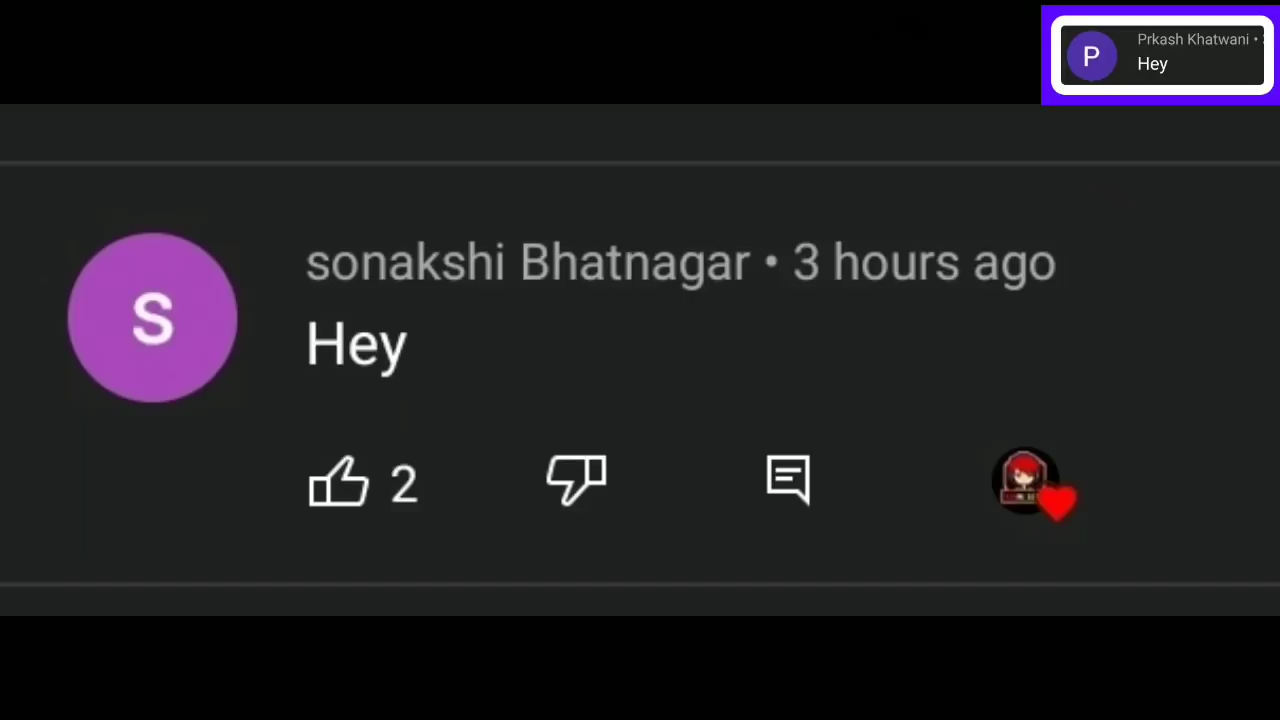 P
Prkash Khatwani •
Hey
S
sonakshi Bhatnagar • 3 hours ago
Hey
2